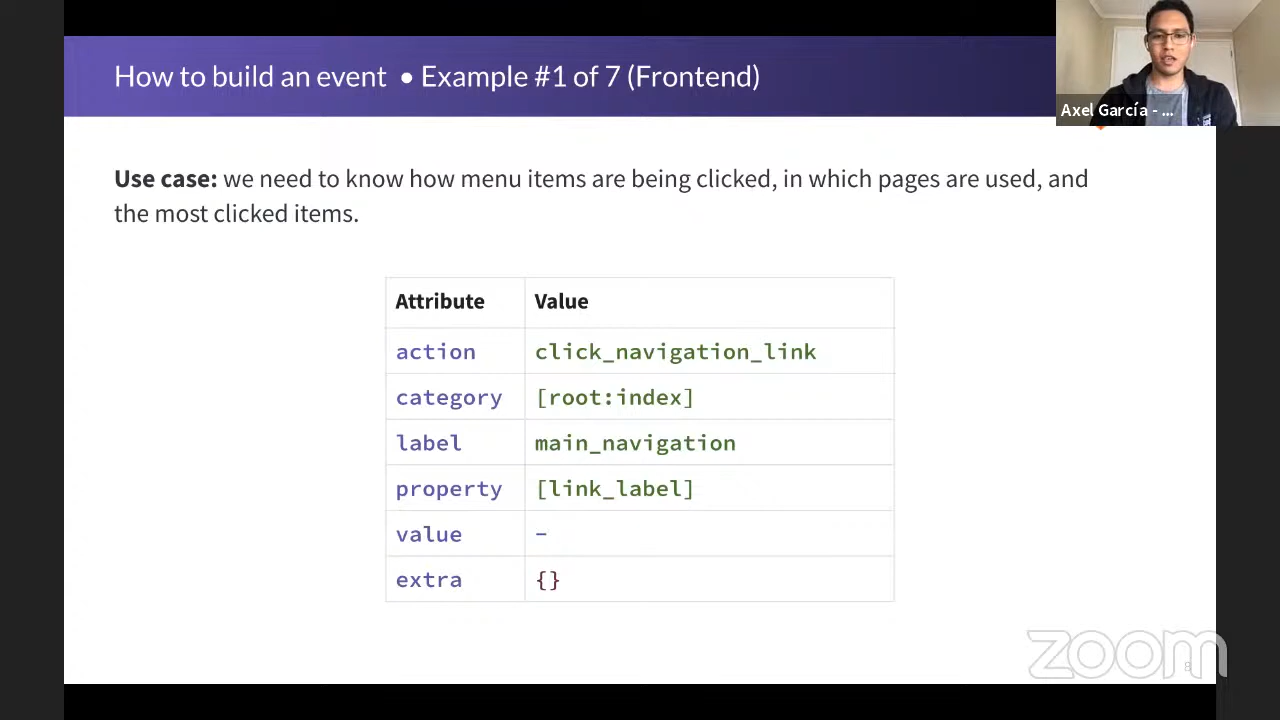 How to build an event • Example #1 of 7 (Frontend)
Axel García - ...
Use case: we need to know how menu items are being clicked, in which pages are used, and
the most clicked items.
Attribute Value
action click_navigation_link
category [root:index]
label main_navigation
property [link_label]
value -
extra {}
zoom
8